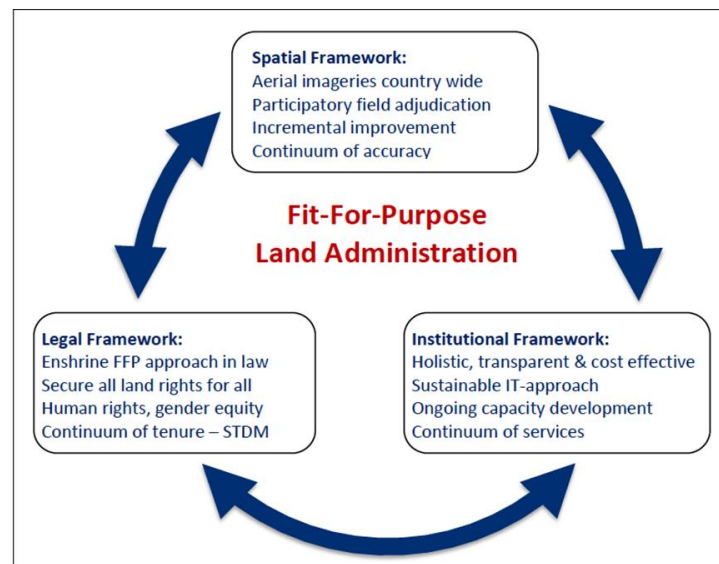 Spatial Framework:
Aerial imageries country wide
Participatory field adjudication
Incremental improvement
Continuum of accuracy
Fit-For-Purpose
Land Administration
Legal Framework:
Enshrine FFP approach in law
Secure all land rights for all
Human rights, gender equity
Continuum of tenure – STDM
Institutional Framework:
Holistic, transparent & cost effective
Sustainable IT-approach
Ongoing capacity development
Continuum of services